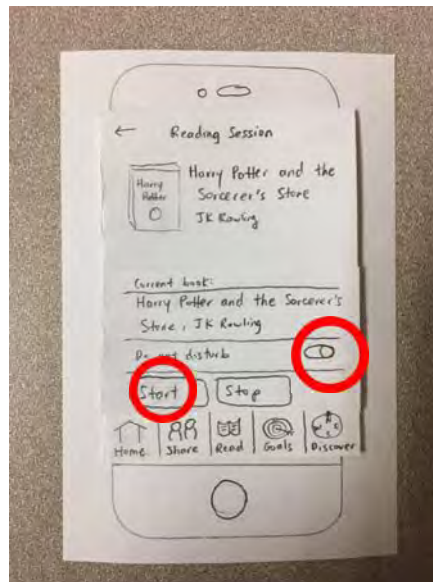 ← Reading Session
Harry Potter and the
Sorcerer's Stone
JK Rowling
Harry
Potter
Current book:
Harry Potter and the Sorcerer's
Stone, JK Rowling
Do not disturb
Start Stop
Home Share Read Goals Discover